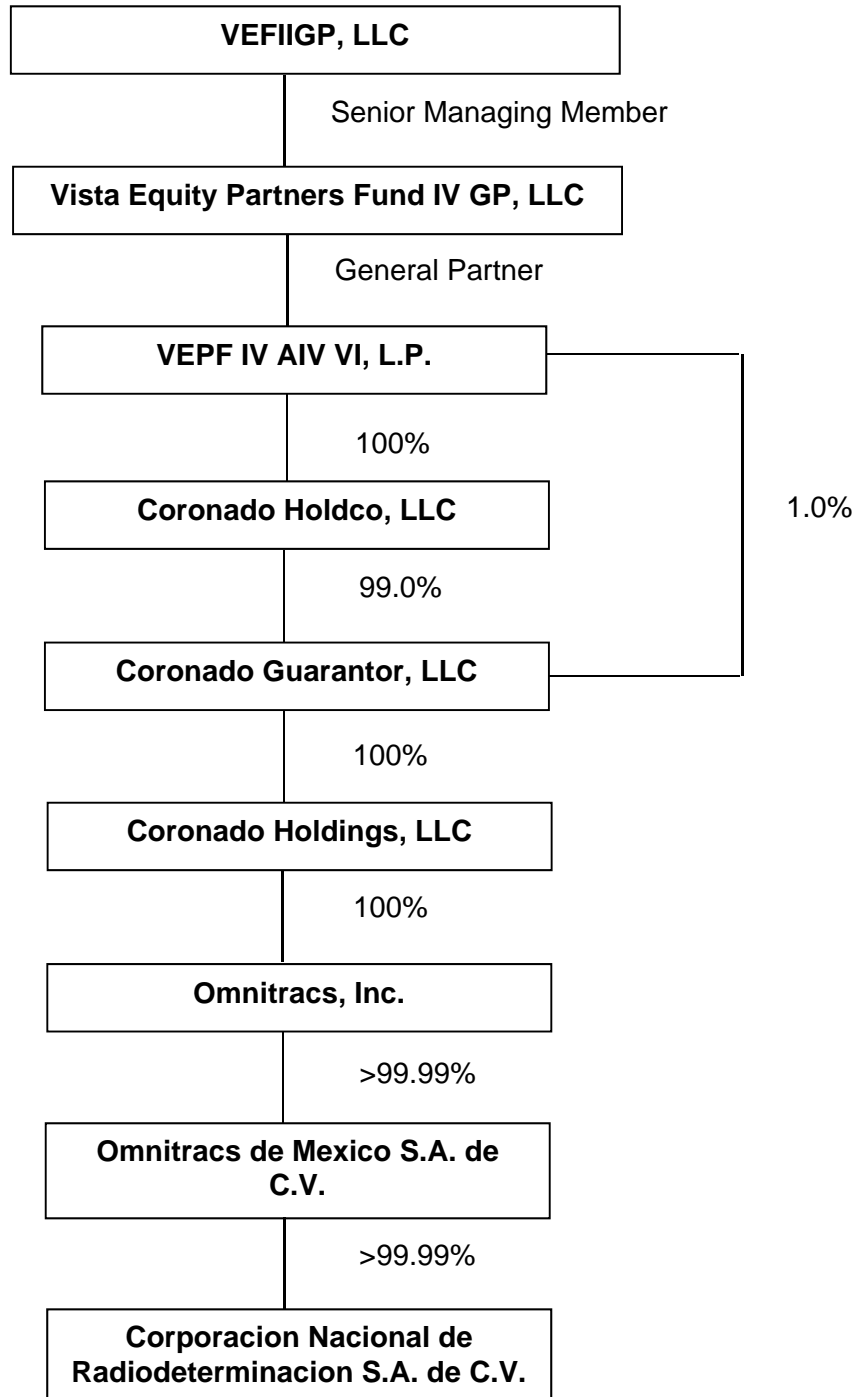 VEFIIGP, LLC
Senior Managing Member
Vista Equity Partners Fund IV GP, LLC
General Partner
VEPF IV AIV VI, L.P.
100%
Coronado Holdco, LLC
1.0%
99.0%
Coronado Guarantor, LLC
100%
Coronado Holdings, LLC
100%
Omnitracs, Inc.
>99.99%
Omnitracs de Mexico S.A. de
C.V.
>99.99%
Corporacion Nacional de
Radiodeterminacion S.A. de C.V.